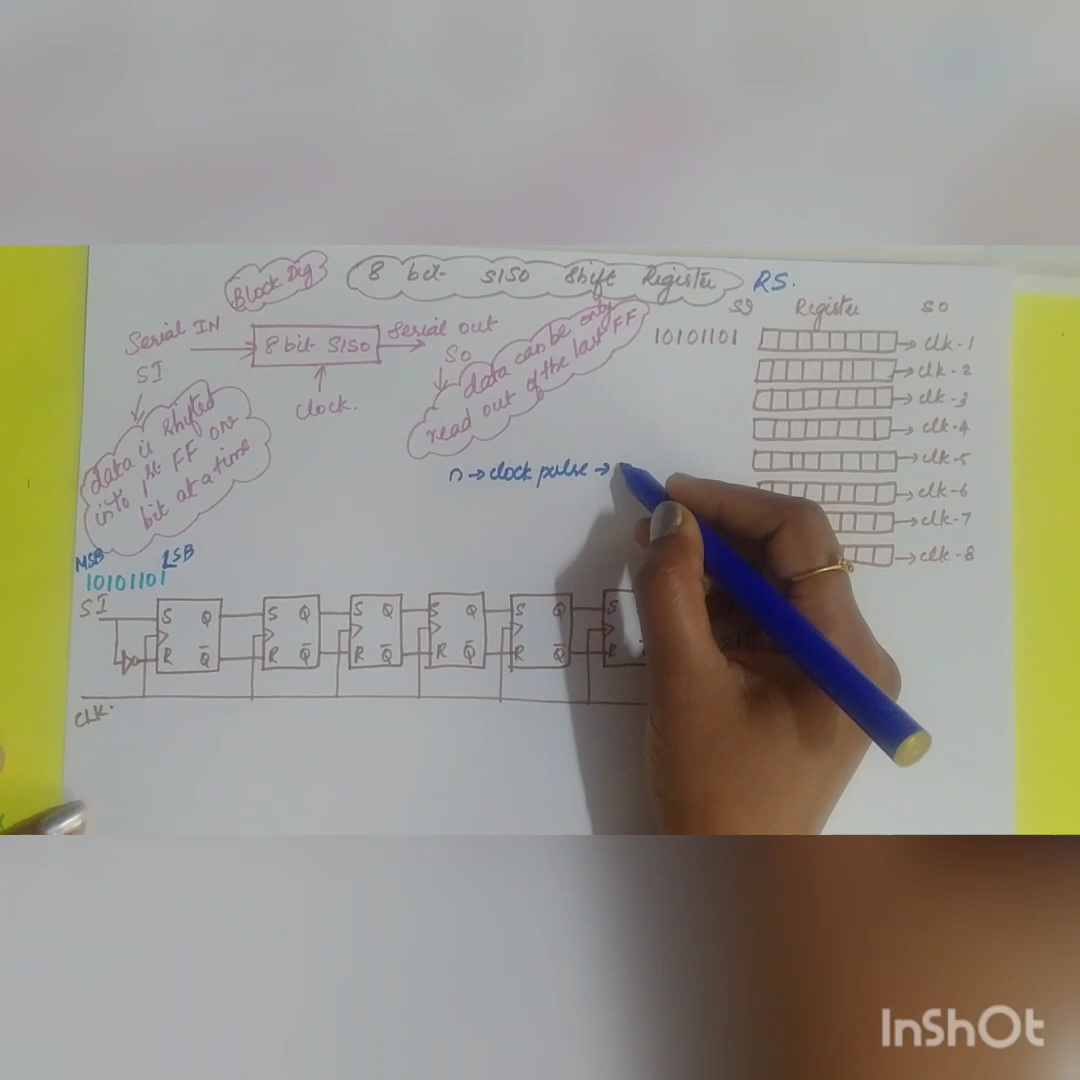 Block Dig
8 bit- SISO Shift Register
RS.
Serial IN
SI
8 bit SISO
Serial out
SO
clock.
data is shifted
into 1st FF one
bit at a time
data can be only
read out of the last FF
SI Register SO
10101101
clk-1
clk-2
clk-3
clk-4
clk-5
clk-6
clk-7
clk-8
n → clock pulse →
MSB LSB
10101101
SI
S Q S Q S Q S Q S Q S
R Q̅ R Q̅ R Q̅ R Q̅ R Q̅ R
CLK.
InShOt